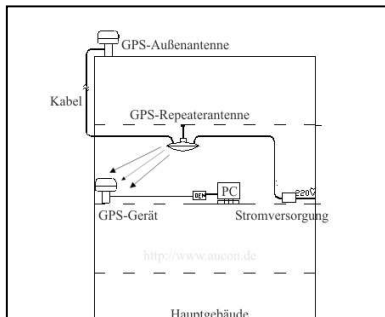 GPS-Außenantenne
Kabel
GPS-Repeaterantenne
PC
220V
GPS-Gerät
Stromversorgung
http://www.aucon.de
Hauptgebäude